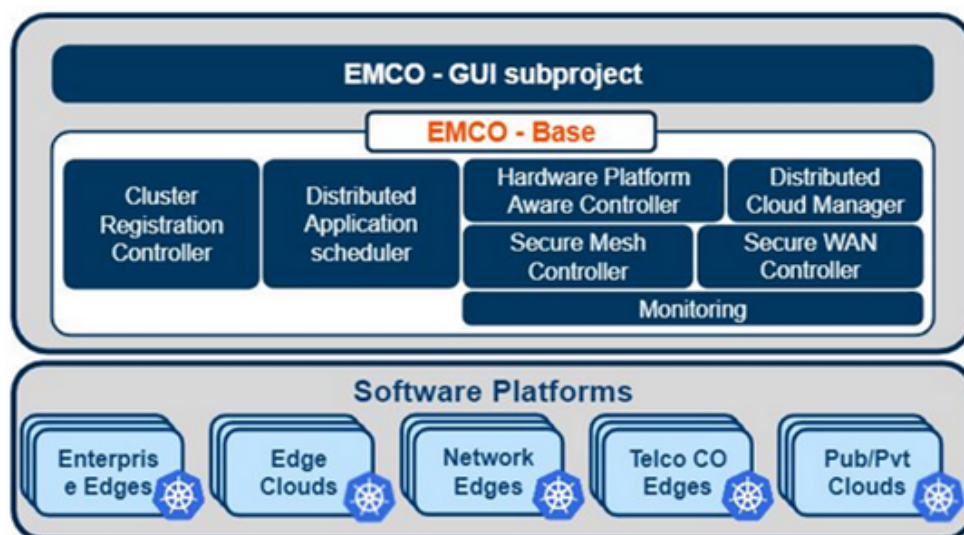 EMCO - GUI subproject
EMCO - Base
Cluster
Registration
Controller
Distributed
Application
scheduler
Hardware Platform
Aware Controller
Distributed
Cloud Manager
Secure Mesh
Controller
Secure WAN
Controller
Monitoring
Software Platforms
Enterpris
e Edges
Edge
Clouds
Network
Edges
Telco CO
Edges
Pub/Pvt
Clouds